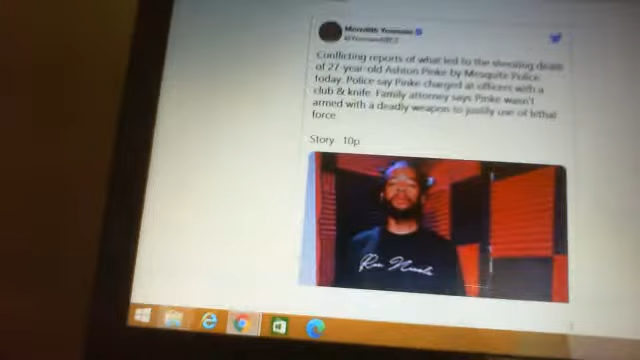 Meredith Yeomans
Conflicting reports of what led to the shooting death
of 27-year-old Ashton Pinke by Mesquite Police
today. Police say Pinke charged at officers with a
club & knife. Family attorney says Pinke wasn't
armed with a deadly weapon to justify use of lethal
force
Story 10p